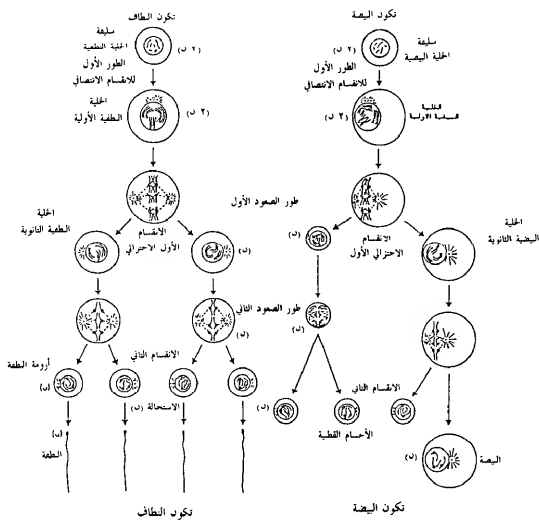 تكون البيضة
سليفة
الخلية البيضية
(٢ ن)
الطور الأول
للانقسام الانتصافي
(٢ ن)
طور الصعود الأول
(ن)
الانقسام
الاختزالي الأول
الخلية
البيضية الثانوية
طور الصعود الثاني
(ن)
الانقسام الثاني
(ن)
(ن)
الأجسام القطبية
(ن)
البيضة
تكون البيضة
تكون النطاف
سليفة
الخلية النطفية
(٢ ن)
الطور الأول
للانقسام الانتصافي
الخلية
النطفية الأولية
(٢ ن)
الخلية
النطفية الثانوية
الانقسام
الأول الاختزالي
(ن)
(ن)
الانقسام الثاني
أرومة النطفة
(ن)
الاستحالة
(ن)
(ن)
النطفة
تكون النطاف